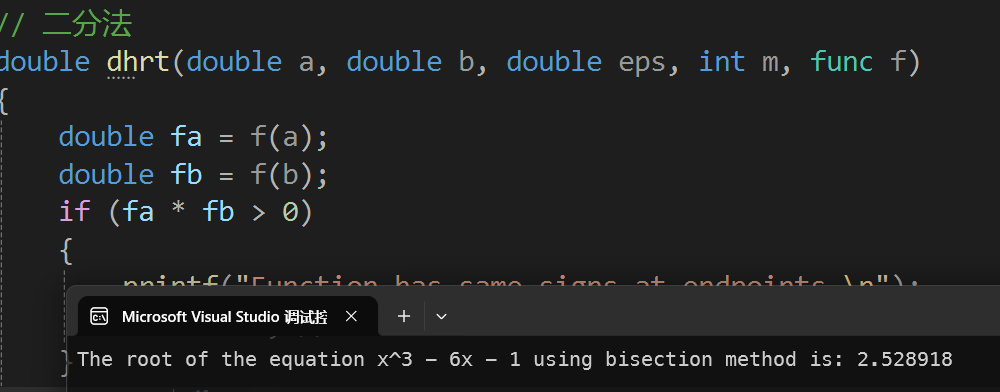 // 二分法
double dhrt(double a, double b, double eps, int m, func f)
{
double fa = f(a);
double fb = f(b);
if (fa * fb > 0)
{
printf("Function has same signs at endpoints.\n");
Microsoft Visual Studio 调试控
}
The root of the equation x^3 - 6x - 1 using bisection method is: 2.528918